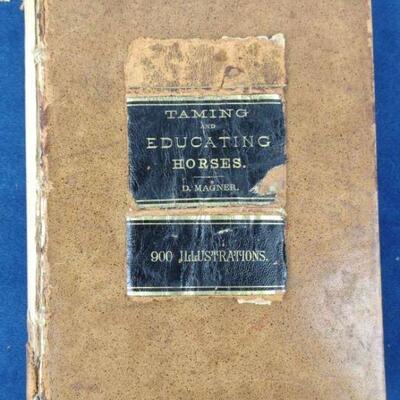 TAMING
AND
EDUCATING
HORSES.
D. MAGNER.
900 ILLUSTRATIONS.